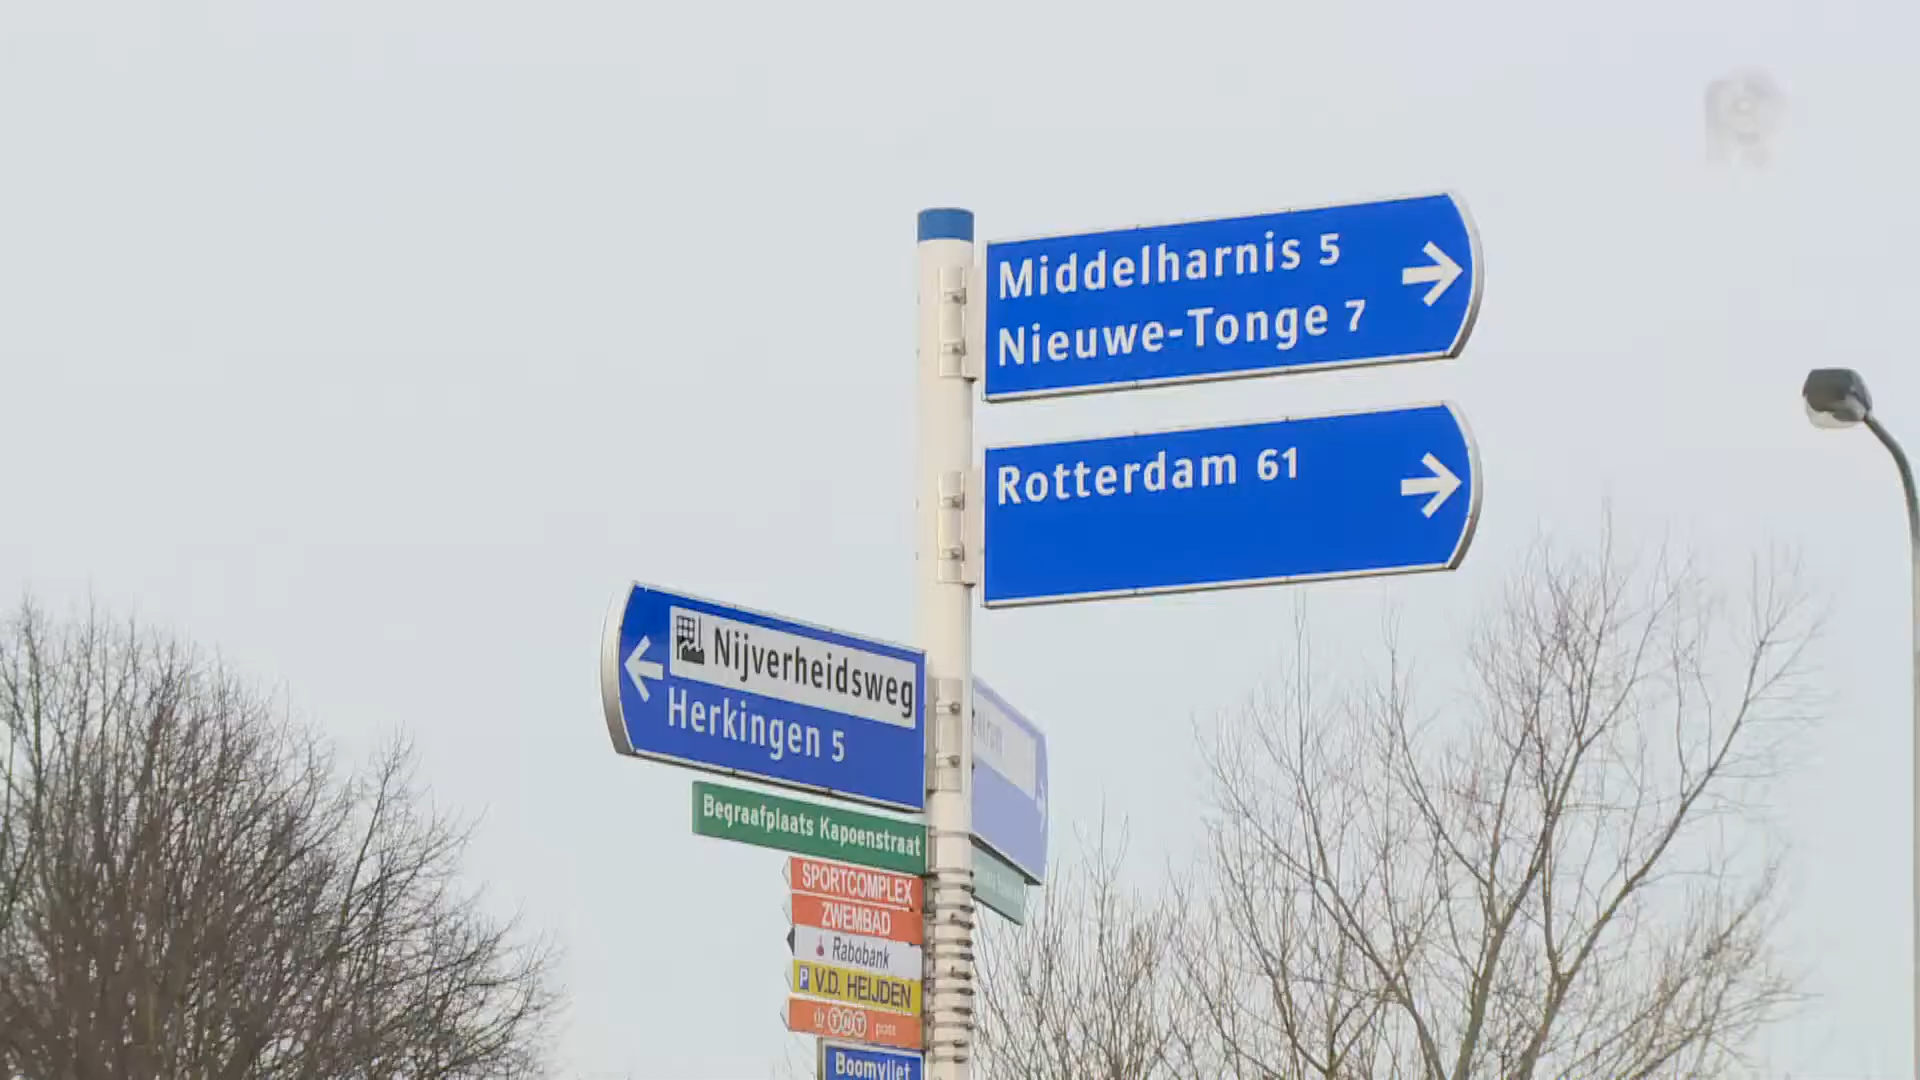 Middelharnis 5
Nieuwe-Tonge 7
Rotterdam 61
Nijverheidsweg
Herkingen 5
Begraafplaats Kapoenstraat
SPORTCOMPLEX
ZWEMBAD
Rabobank
P V.D. HEIJDEN
TNT post
Boomvliet